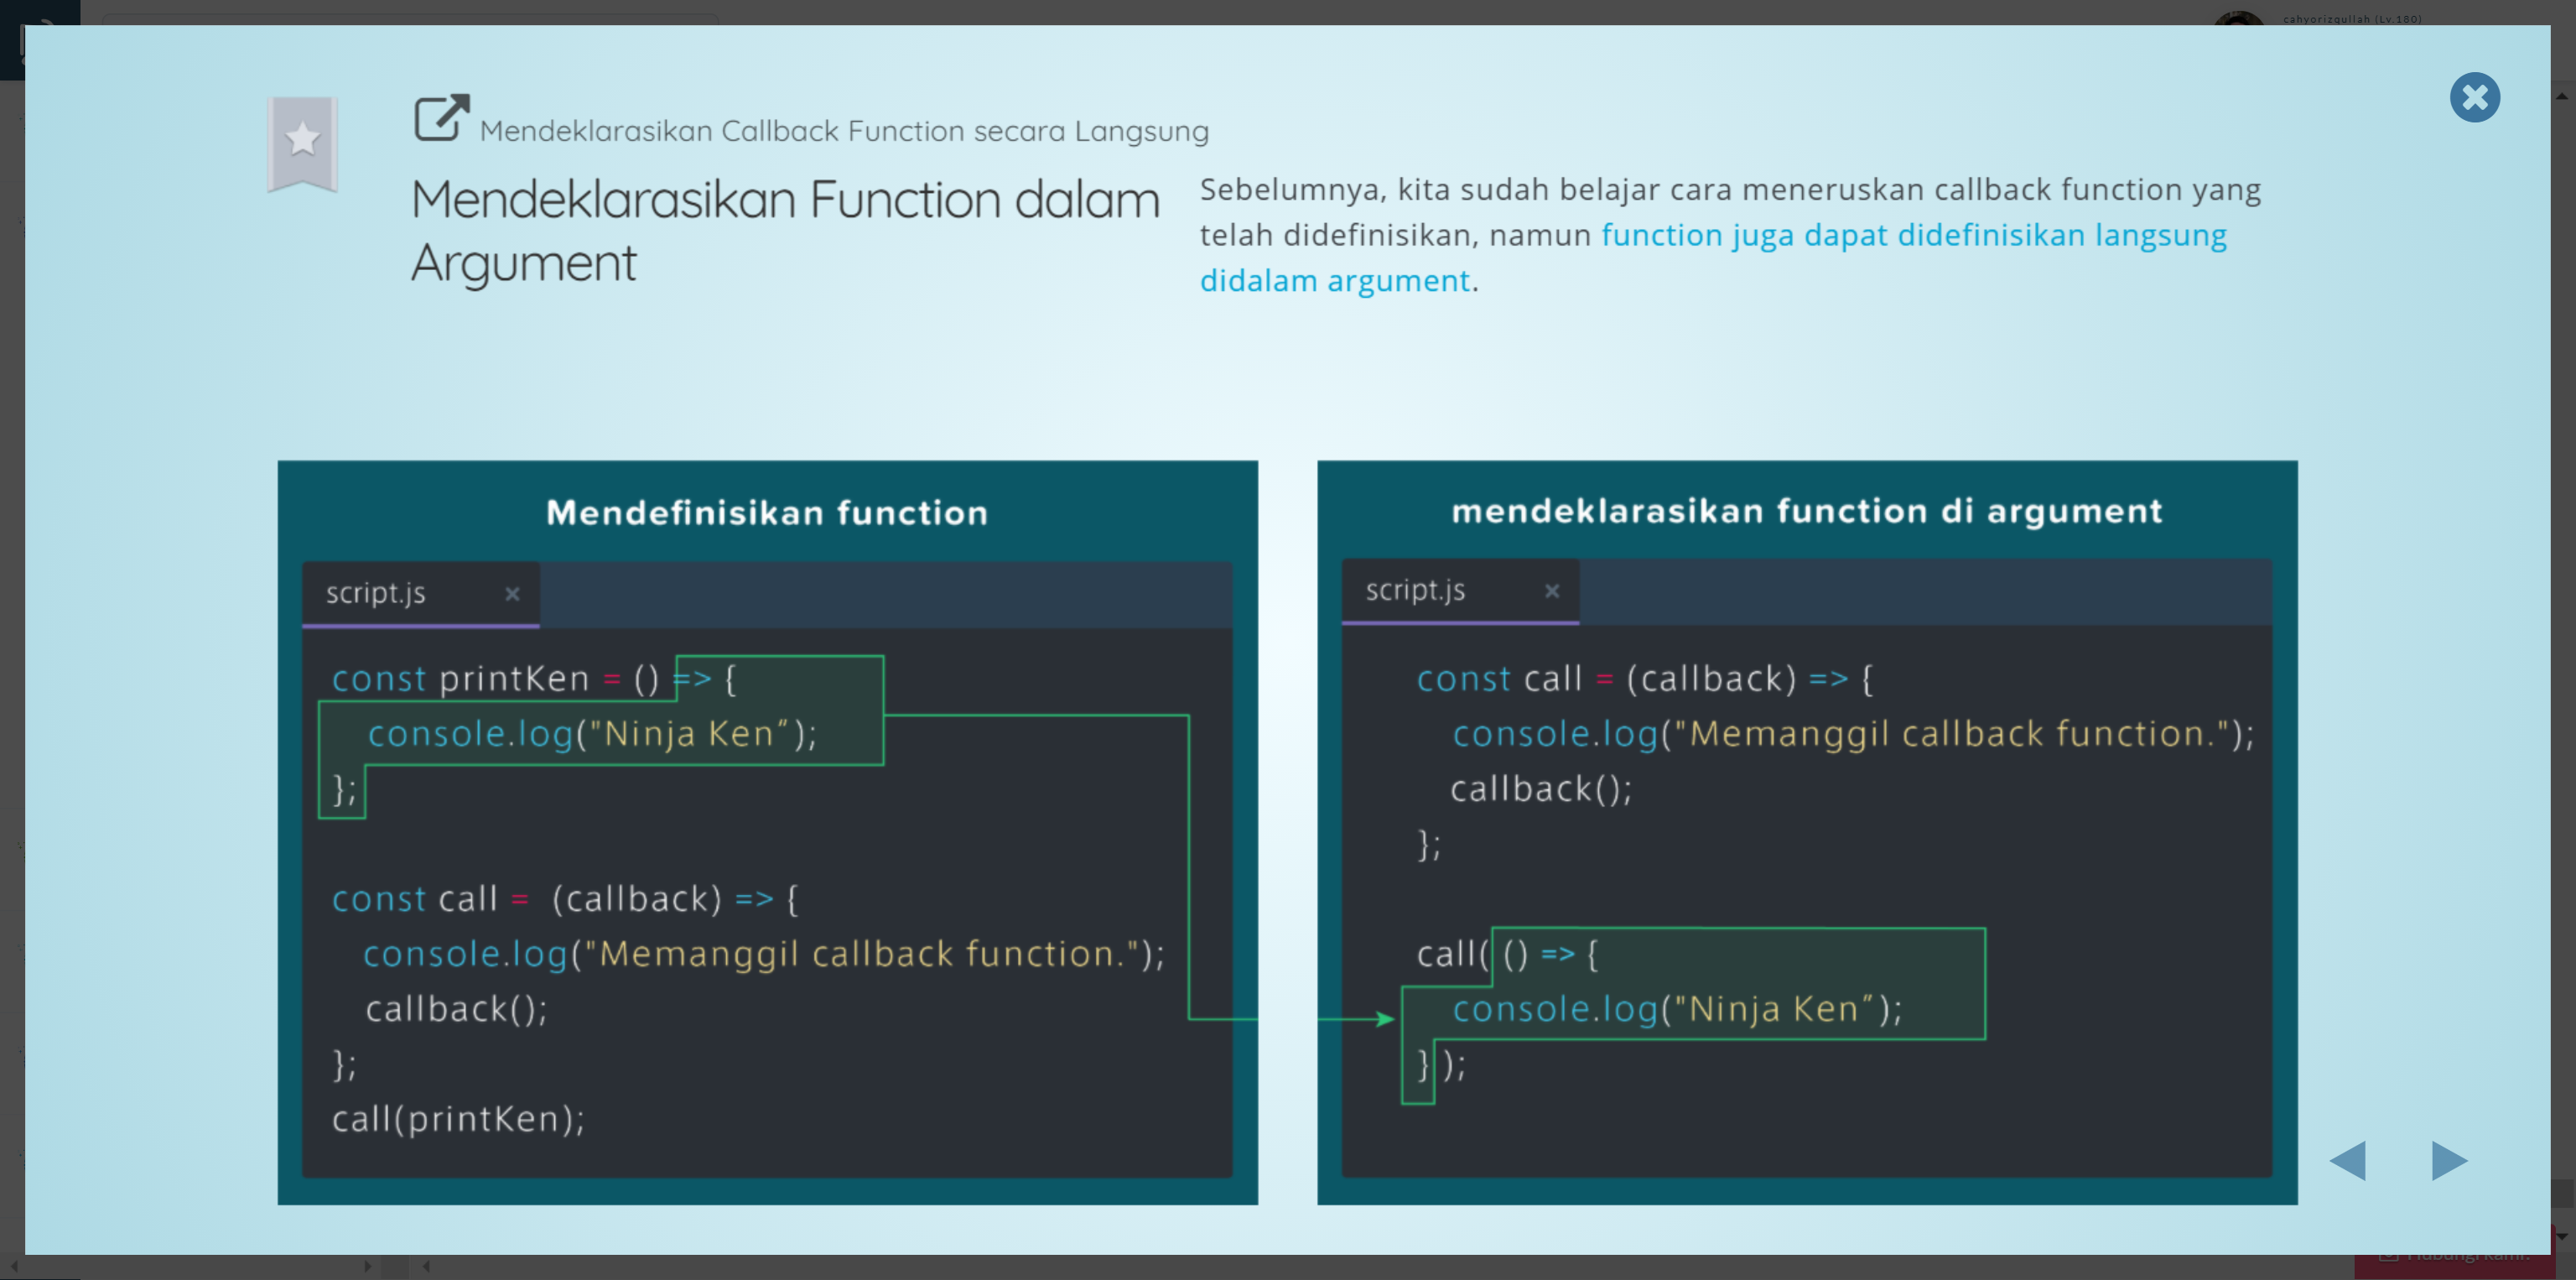 cahyorizqullah (Lv.180)
Mendeklarasikan Callback Function secara Langsung
Mendeklarasikan Function dalam
Argument
Sebelumnya, kita sudah belajar cara meneruskan callback function yang
telah didefinisikan, namun function juga dapat didefinisikan langsung
didalam argument.
Mendefinisikan function
script.js ×
const printKen = () => {
console.log("Ninja Ken”);
};
const call = (callback) => {
console.log("Memanggil callback function.");
callback();
};
call(printKen);
mendeklarasikan function di argument
script.js ×
const call = (callback) => {
console.log("Memanggil callback function.");
callback();
};
call( () => {
console.log("Ninja Ken”);
} );
Hubungi kami!